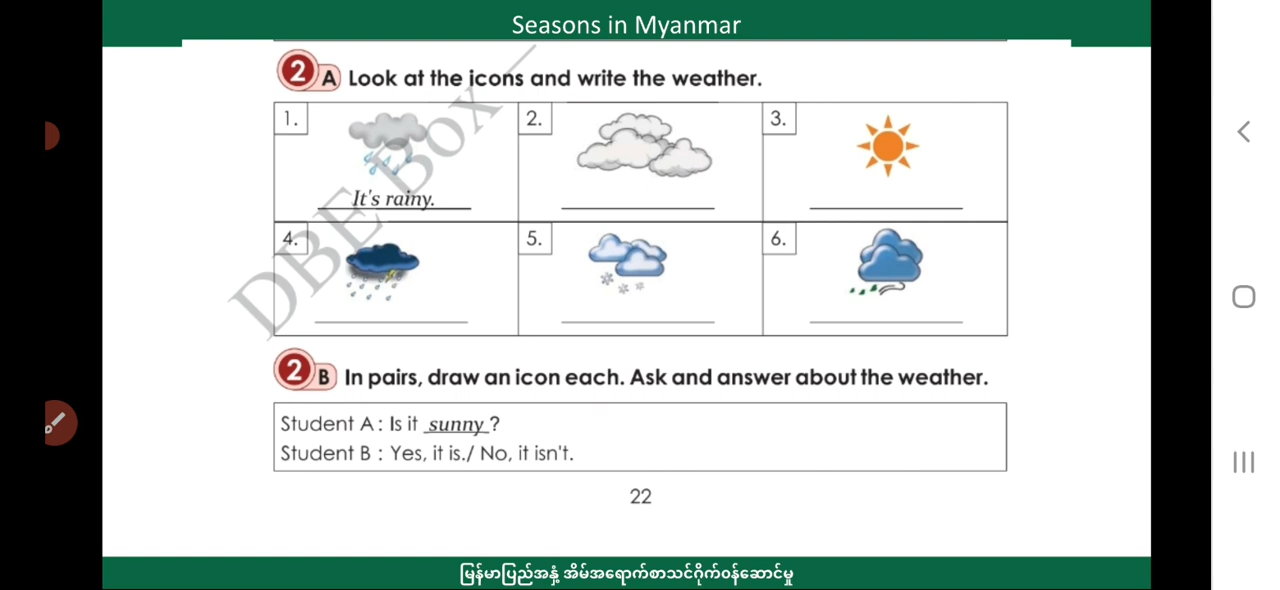 Seasons in Myanmar
2 A Look at the icons and write the weather.
1. 2. 3.
It's rainy.
4. 5. 6.
2 B In pairs, draw an icon each. Ask and answer about the weather.
Student A : Is it sunny ?
Student B : Yes, it is./ No, it isn't.
22
DBE Box –
မြန်မာပြည်အနှံ့ အိမ်အရောက်စာသင်ဂိုက်ဝန်ဆောင်မှု